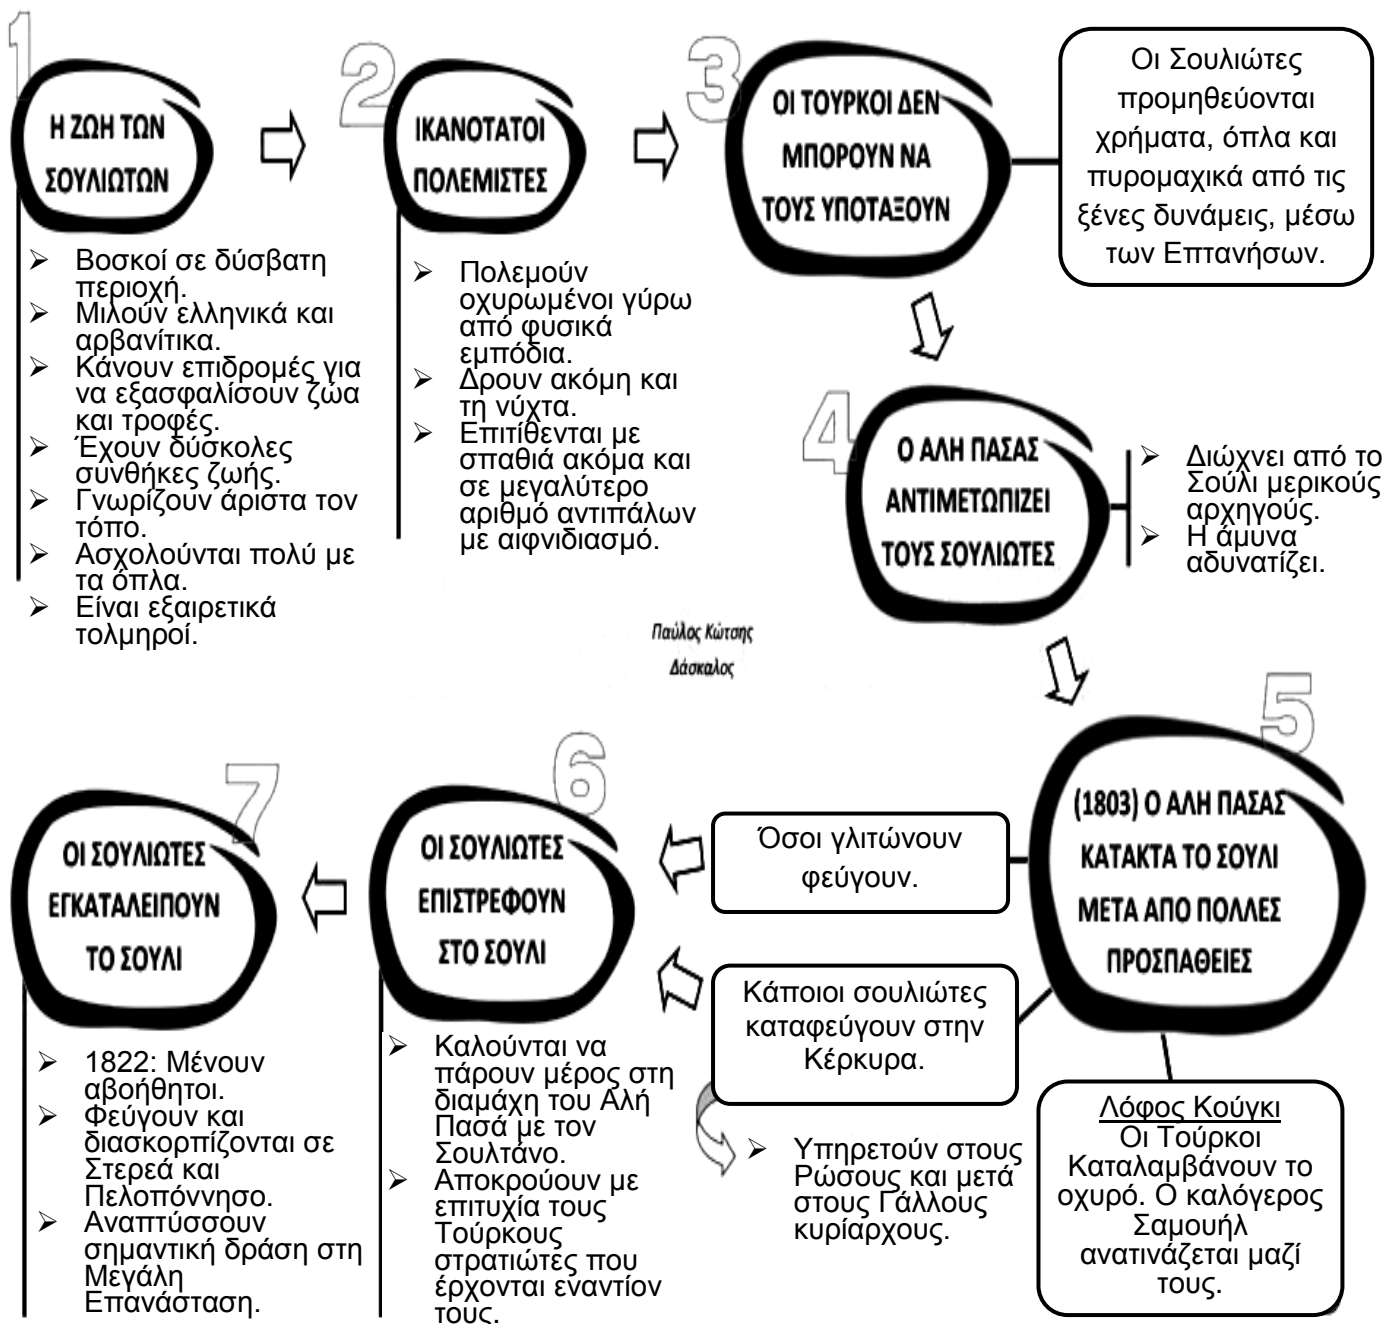 1
Η ΖΩΗ ΤΩΝ
ΣΟΥΛΙΩΤΩΝ
➢ Βοσκοί σε δύσβατη
περιοχή.
➢ Μιλούν ελληνικά και
αρβανίτικα.
➢ Κάνουν επιδρομές για
να εξασφαλίσουν ζώα
και τροφές.
➢ Έχουν δύσκολες
συνθήκες ζωής.
➢ Γνωρίζουν άριστα τον
τόπο.
➢ Ασχολούνται πολύ με
τα όπλα.
➢ Είναι εξαιρετικά
τολμηροί.
2
ΙΚΑΝΟΤΑΤΟΙ
ΠΟΛΕΜΙΣΤΕΣ
➢ Πολεμούν
οχυρωμένοι γύρω
από φυσικά
εμπόδια.
➢ Δρουν ακόμη και
τη νύχτα.
➢ Επιτίθενται με
σπαθιά ακόμα και
σε μεγαλύτερο
αριθμό αντιπάλων
με αιφνιδιασμό.
3
ΟΙ ΤΟΥΡΚΟΙ ΔΕΝ
ΜΠΟΡΟΥΝ ΝΑ
ΤΟΥΣ ΥΠΟΤΑΞΟΥΝ
Οι Σουλιώτες
προμηθεύονται
χρήματα, όπλα και
πυρομαχικά από τις
ξένες δυνάμεις, μέσω
των Επτανήσων.
4
Ο ΑΛΗ ΠΑΣΑΣ
ΑΝΤΙΜΕΤΩΠΙΖΕΙ
ΤΟΥΣ ΣΟΥΛΙΩΤΕΣ
➢ Διώχνει από το
Σούλι μερικούς
αρχηγούς.
➢ Η άμυνα
αδυνατίζει.
Παύλος Κώτσης
Δάσκαλος
5
(1803) Ο ΑΛΗ ΠΑΣΑΣ
ΚΑΤΑΚΤΑ ΤΟ ΣΟΥΛΙ
ΜΕΤΑ ΑΠΟ ΠΟΛΛΕΣ
ΠΡΟΣΠΑΘΕΙΕΣ
Όσοι γλιτώνουν
φεύγουν.
Κάποιοι σουλιώτες
καταφεύγουν στην
Κέρκυρα.
➢ Υπηρετούν στους
Ρώσους και μετά
στους Γάλλους
κυρίαρχους.
Λόφος Κούγκι
Οι Τούρκοι
Καταλαμβάνουν το
οχυρό. Ο καλόγερος
Σαμουήλ
ανατινάζεται μαζί
τους.
6
ΟΙ ΣΟΥΛΙΩΤΕΣ
ΕΠΙΣΤΡΕΦΟΥΝ
ΣΤΟ ΣΟΥΛΙ
➢ Καλούνται να
πάρουν μέρος στη
διαμάχη του Αλή
Πασά με τον
Σουλτάνο.
➢ Αποκρούουν με
επιτυχία τους
Τούρκους
στρατιώτες που
έρχονται εναντίον
τους.
7
ΟΙ ΣΟΥΛΙΩΤΕΣ
ΕΓΚΑΤΑΛΕΙΠΟΥΝ
ΤΟ ΣΟΥΛΙ
➢ 1822: Μένουν
αβοήθητοι.
➢ Φεύγουν και
διασκορπίζονται σε
Στερεά και
Πελοπόννησο.
➢ Αναπτύσσουν
σημαντική δράση στη
Μεγάλη
Επανάσταση.